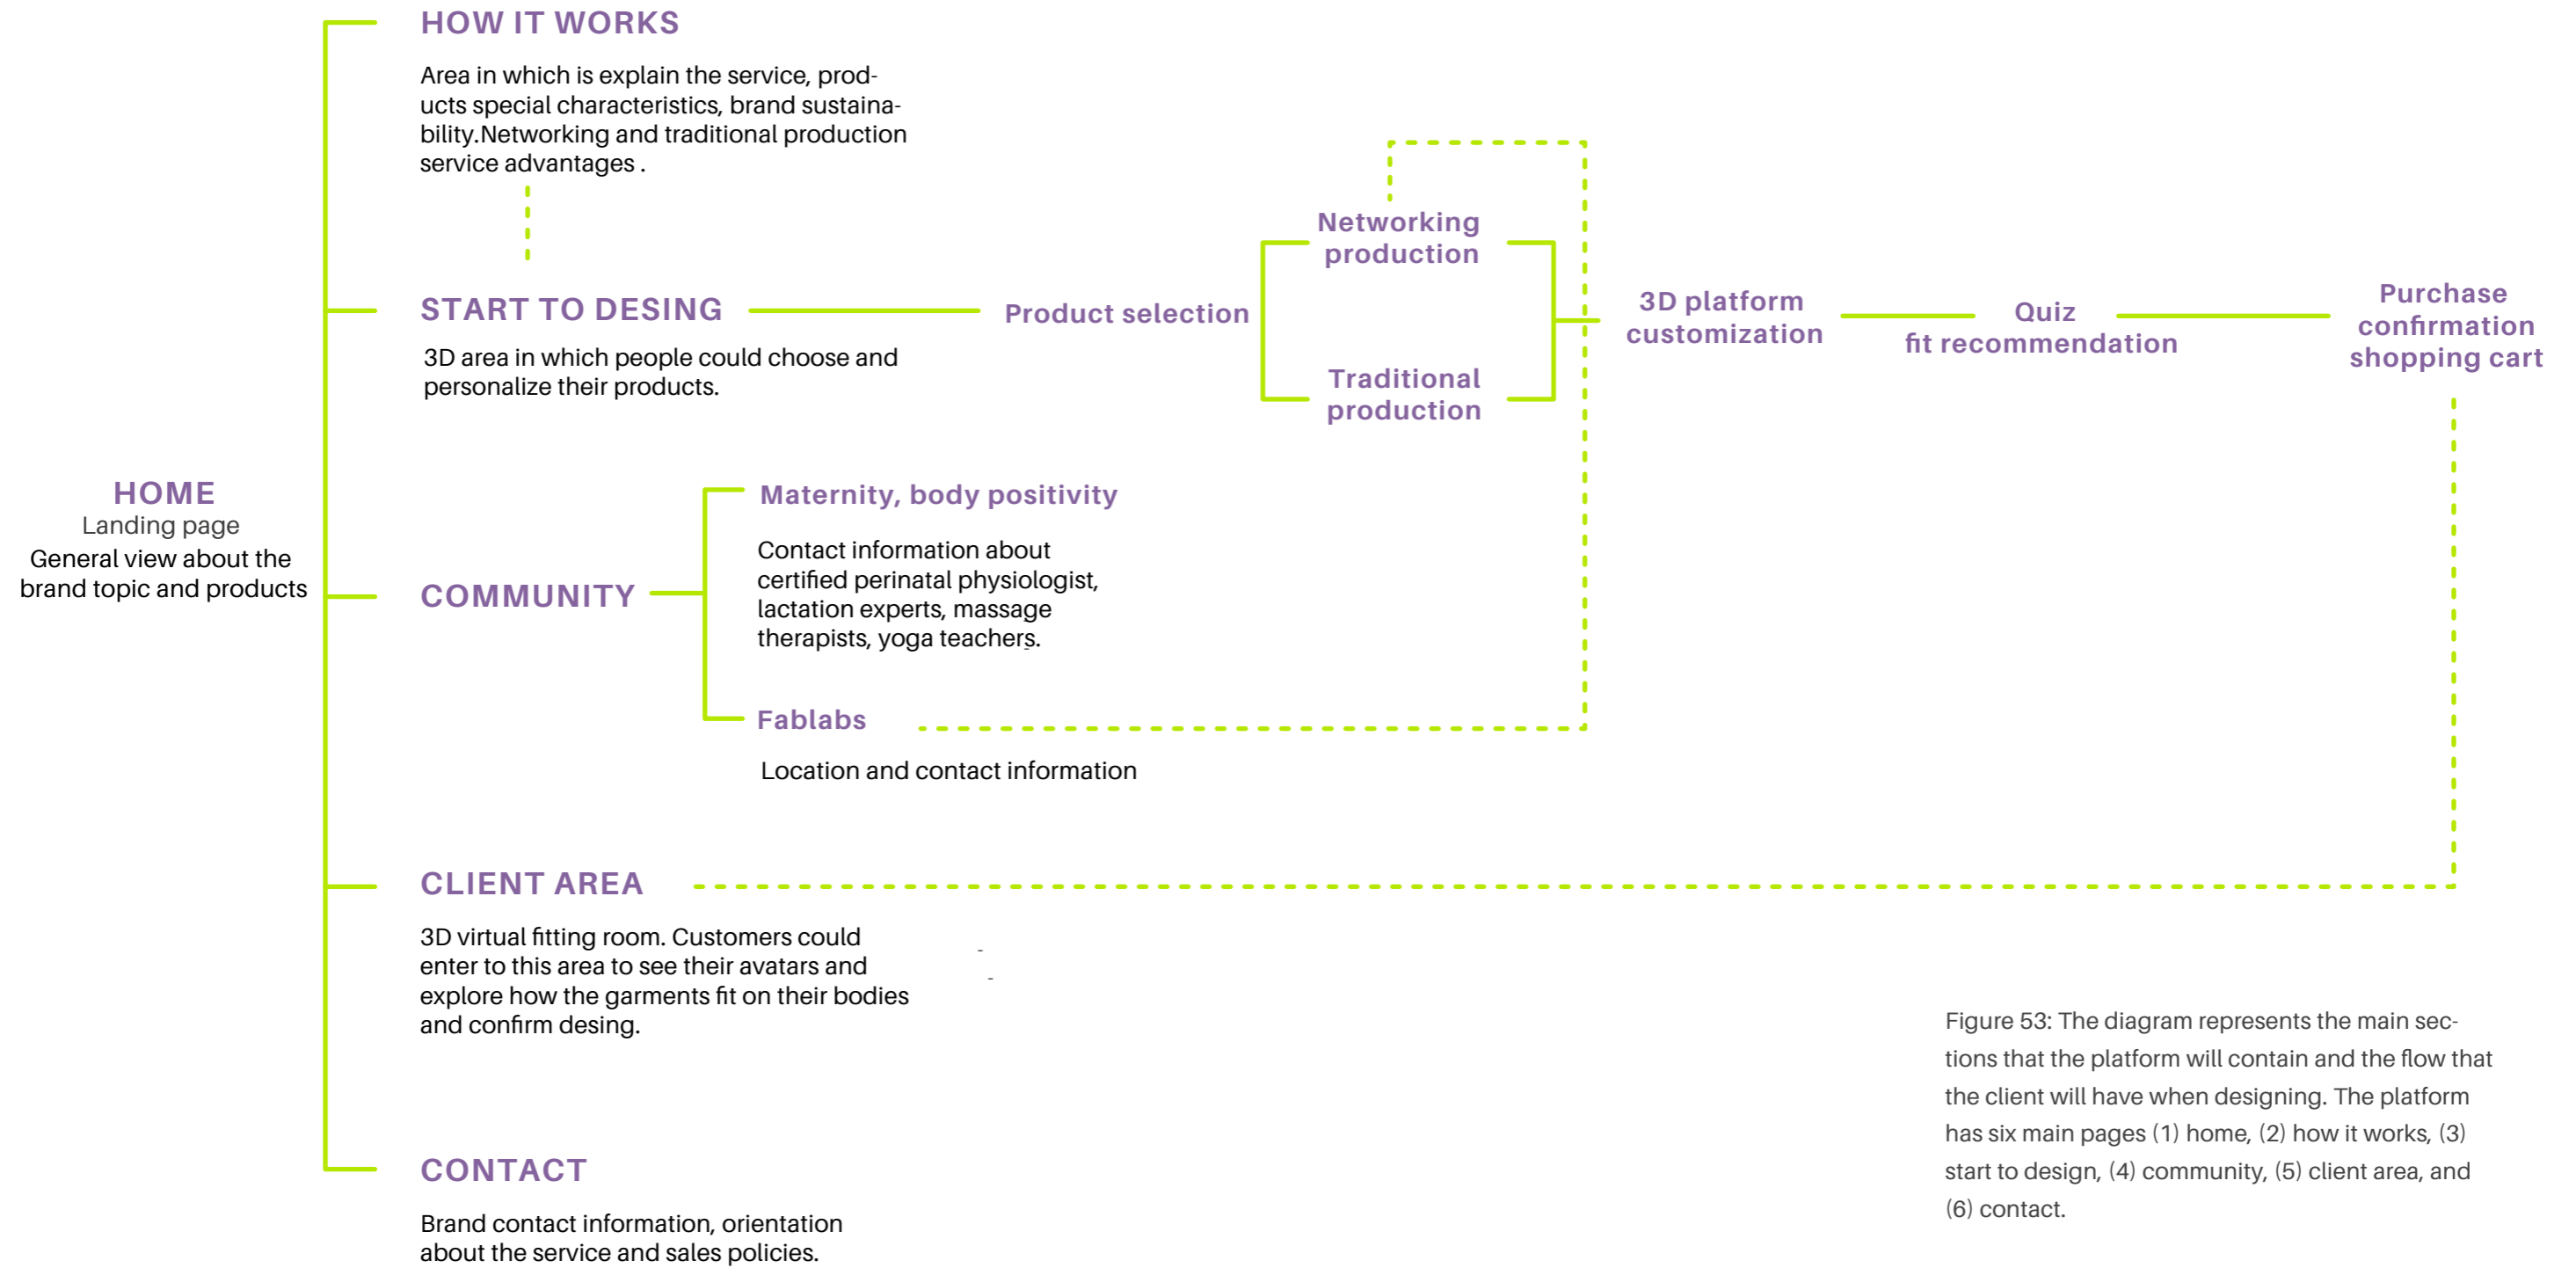 HOW IT WORKS
Area in which is explain the service, prod-
ucts special characteristics, brand sustaina-
bility.Networking and traditional production
service advantages .
START TO DESING
3D area in which people could choose and
personalize their products.
Product selection
Networking
production
Traditional
production
3D platform
customization
Quiz
fit recommendation
Purchase
confirmation
shopping cart
HOME
Landing page
General view about the
brand topic and products
COMMUNITY
Maternity, body positivity
Contact information about
certified perinatal physiologist,
lactation experts, massage
therapists, yoga teachers.
Fablabs
Location and contact information
CLIENT AREA
3D virtual fitting room. Customers could
enter to this area to see their avatars and
explore how the garments fit on their bodies
and confirm desing.
CONTACT
Brand contact information, orientation
about the service and sales policies.
Figure 53: The diagram represents the main sec-
tions that the platform will contain and the flow that
the client will have when designing. The platform
has six main pages (1) home, (2) how it works, (3)
start to design, (4) community, (5) client area, and
(6) contact.